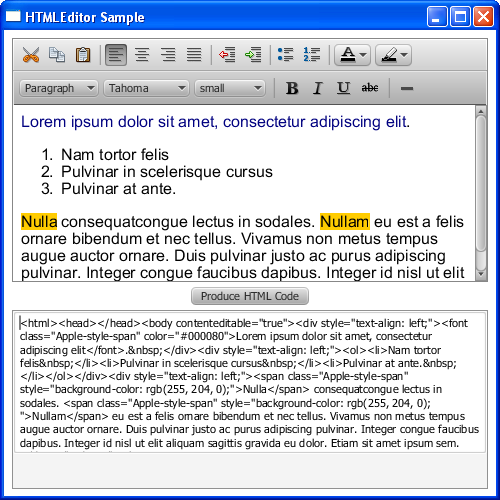 HTMLEditor Sample
A
Paragraph Tahoma small B I U abc
Lorem ipsum dolor sit amet, consectetur adipiscing elit.
1. Nam tortor felis
2. Pulvinar in scelerisque cursus
3. Pulvinar at ante.
Nulla consequatcongue lectus in sodales. Nullam eu est a felis
ornare bibendum et nec tellus. Vivamus non metus tempus
augue auctor ornare. Duis pulvinar justo ac purus adipiscing
pulvinar. Integer congue faucibus dapibus. Integer id nisl ut elit
Produce HTML Code
<html><head></head><body contenteditable="true"><div style="text-align: left;"><font
class="Apple-style-span" color="#000080">Lorem ipsum dolor sit amet, consectetur
adipiscing elit</font>.&nbsp;</div><div style="text-align: left;"><ol><li>Nam tortor
felis&nbsp;</li><li>Pulvinar in scelerisque cursus&nbsp;</li><li>Pulvinar at ante.&nbsp;
</li></ol></div><div style="text-align: left;"><span class="Apple-style-span"
style="background-color: rgb(255, 204, 0);">Nulla</span> consequatcongue lectus in
sodales. <span class="Apple-style-span" style="background-color: rgb(255, 204, 0);
">Nullam</span> eu est a felis ornare bibendum et nec tellus. Vivamus non metus tempus
augue auctor ornare. Duis pulvinar justo ac purus adipiscing pulvinar. Integer congue faucibus
dapibus. Integer id nisl ut elit aliquam sagittis gravida eu dolor. Etiam sit amet ipsum sem.